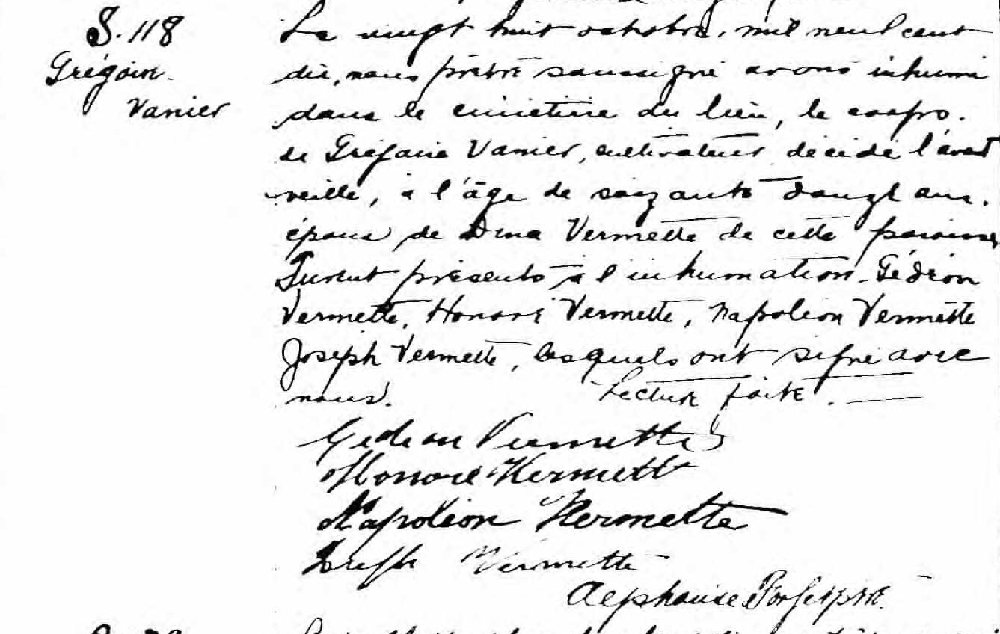 S. 118
Grégoire
Vanier
Le vingt huit octobre, mil neuf cent
dix, nous prêtre soussigné avons inhumé
dans le cimetière du lieu, le corps
de Grégoire Vanier, cultivateur décédé l'avant
veille, à l'âge de soixante douze ans.
époux de Dina Vermette de cette paroisse
Furent présents à l'inhumation Gédéon
Vermette, Honoré Vermette, Napoléon Vermette
Joseph Vermette, lesquels ont signé avec
nous. Lecture faite.
Gedeon Vermette
Honoré Vermette
Napoléon Vermette
Joseph Vermette
Alphonse ptre.